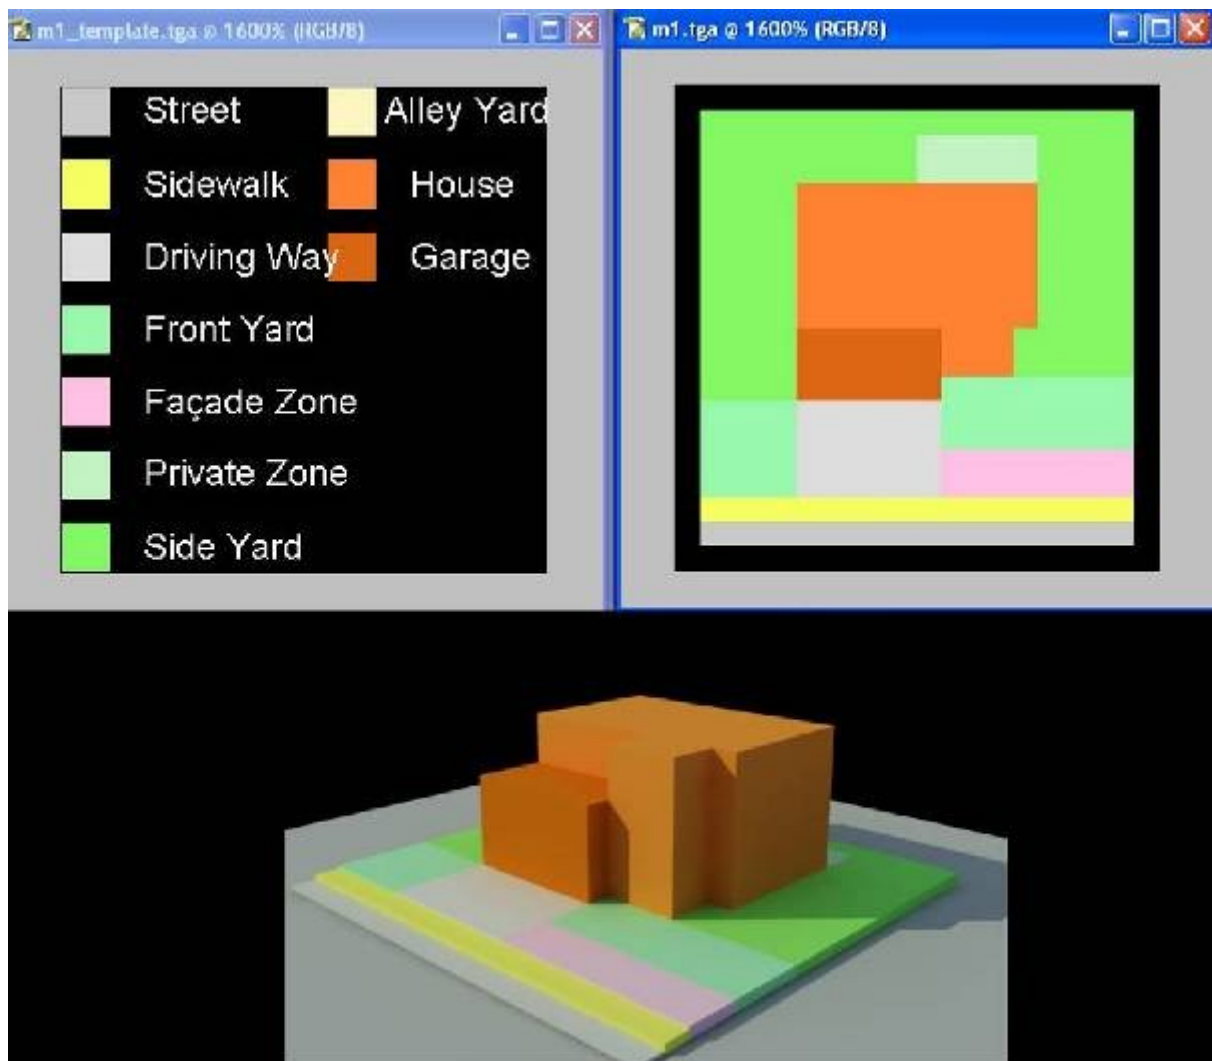 m1_template.tga @ 1600% (RGB/8)
m1.tga @ 1600% (RGB/8)
Street
Alley Yard
Sidewalk
House
Driving Way
Garage
Front Yard
Façade Zone
Private Zone
Side Yard